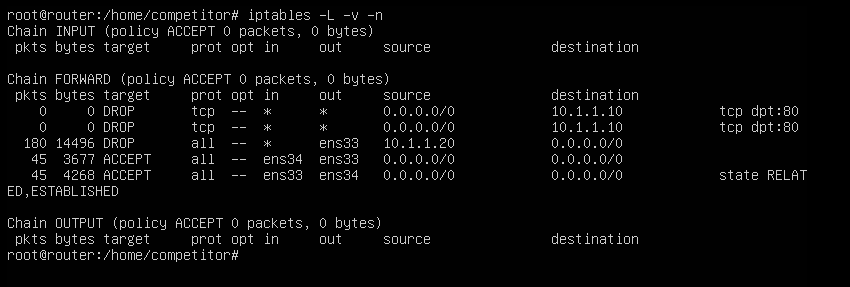 root@router:/home/competitor# iptables -L -v -n
Chain INPUT (policy ACCEPT 0 packets, 0 bytes)
 pkts bytes target     prot opt in     out     source               destination

Chain FORWARD (policy ACCEPT 0 packets, 0 bytes)
 pkts bytes target     prot opt in     out     source               destination
    0     0 DROP       tcp  --  *      *       0.0.0.0/0            10.1.1.10            tcp dpt:80
    0     0 DROP       tcp  --  *      *       0.0.0.0/0            10.1.1.10            tcp dpt:80
  180 14496 DROP       all  --  *      ens33   10.1.1.20            0.0.0.0/0
   45  3677 ACCEPT     all  --  ens34  ens33   0.0.0.0/0            0.0.0.0/0
   45  4268 ACCEPT     all  --  ens33  ens34   0.0.0.0/0            0.0.0.0/0            state RELAT
ED,ESTABLISHED

Chain OUTPUT (policy ACCEPT 0 packets, 0 bytes)
 pkts bytes target     prot opt in     out     source               destination
root@router:/home/competitor#